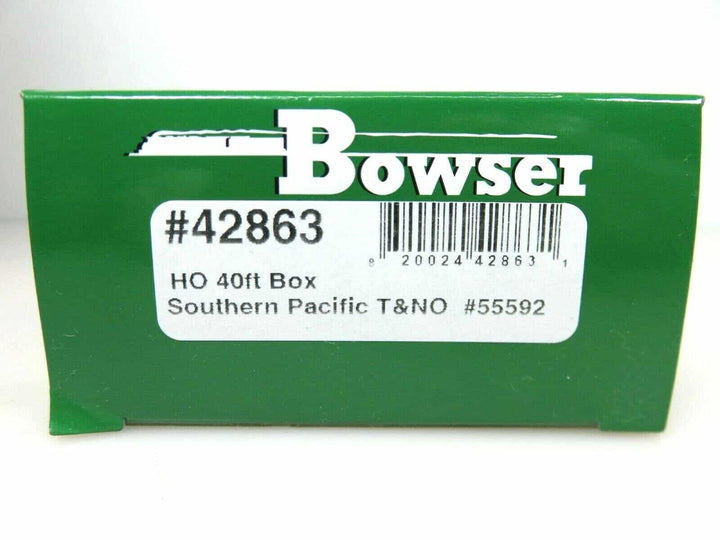 Bowser
#42863
8 20024 42863 1
HO 40ft Box
Southern Pacific T&NO #55592